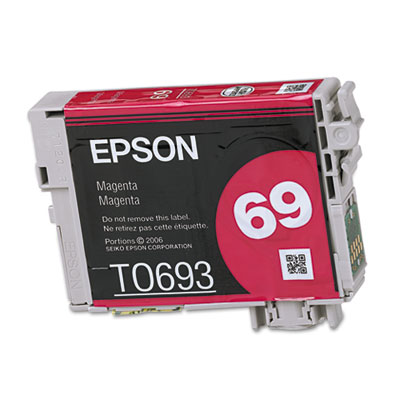 69
EPSON
Magenta
Magenta
Do not remove this label.
Ne retirez pas cette étiquette.
Portions © 2006
SEIKO EPSON CORPORATION
T0693
69